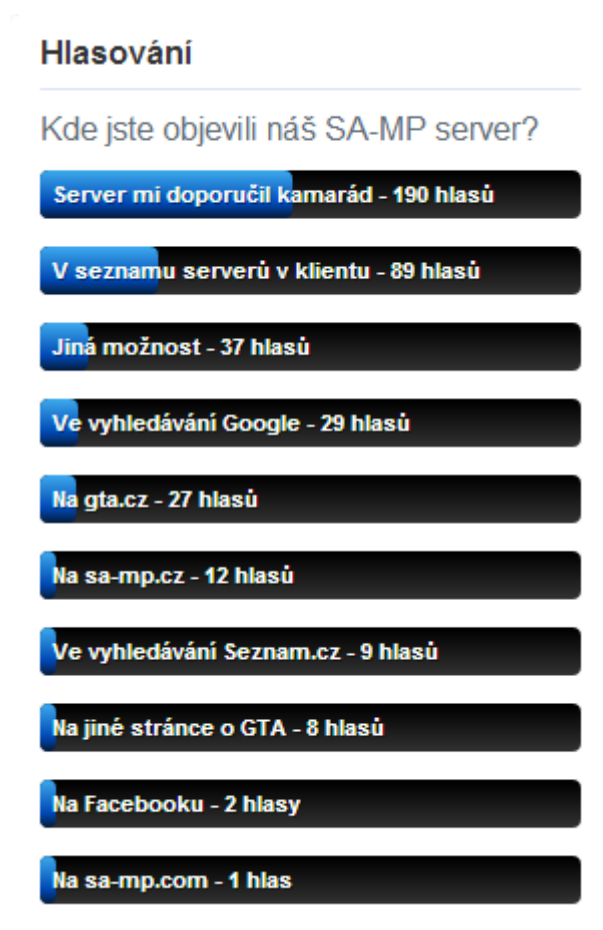 Hlasování
Kde jste objevili náš SA-MP server?
Server mi doporučil kamarád - 190 hlasů
V seznamu serverů v klientu - 89 hlasů
Jiná možnost - 37 hlasů
Ve vyhledávání Google - 29 hlasů
Na gta.cz - 27 hlasů
Na sa-mp.cz - 12 hlasů
Ve vyhledávání Seznam.cz - 9 hlasů
Na jiné stránce o GTA - 8 hlasů
Na Facebooku - 2 hlasy
Na sa-mp.com - 1 hlas